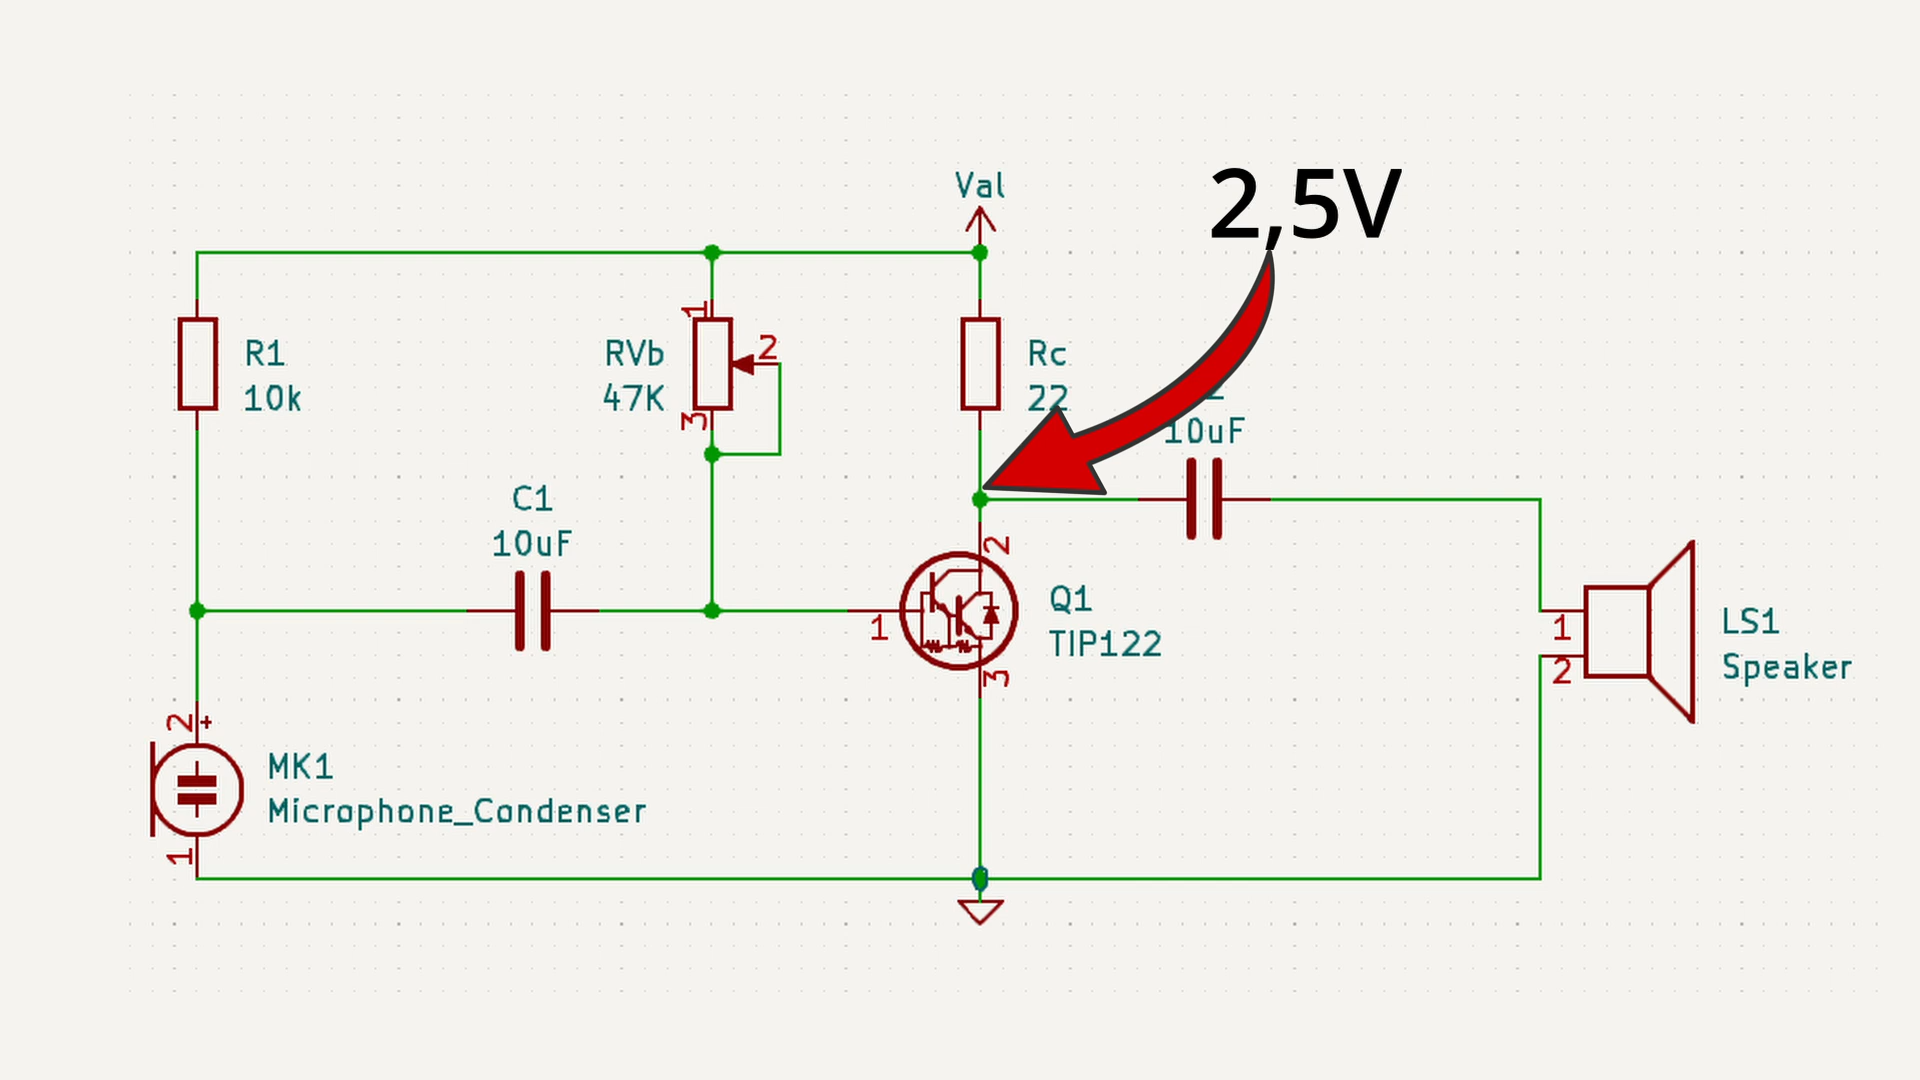 Val
2,5V
1
R1
10k
RVb
47K
2
3
Rc
22
10uF
C1
10uF
2
1
Q1
TIP122
3
1
2
LS1
Speaker
2
+
MK1
Microphone_Condenser
1